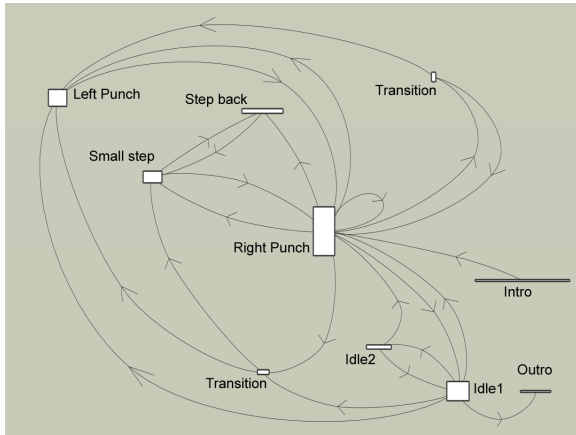 Left Punch
Step back
Transition
Small step
Right Punch
Intro
Idle2
Transition
Idle1
Outro